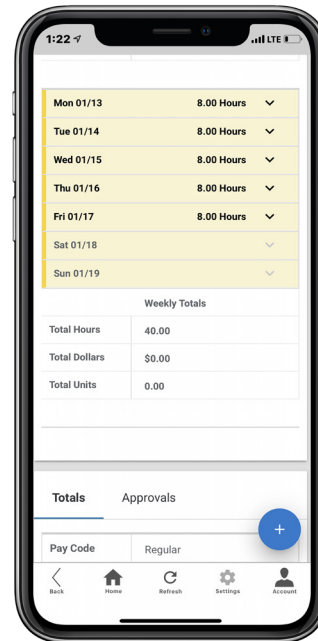 1:22
LTE
Mon 01/13 8.00 Hours
Tue 01/14 8.00 Hours
Wed 01/15 8.00 Hours
Thu 01/16 8.00 Hours
Fri 01/17 8.00 Hours
Sat 01/18
Sun 01/19
Weekly Totals
Total Hours 40.00
Total Dollars $0.00
Total Units 0.00
Totals Approvals
+
Pay Code Regular
Back Home Refresh Settings Account